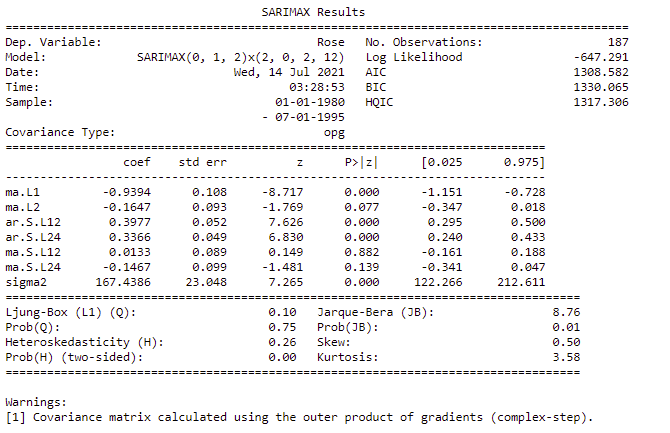 SARIMAX Results
==========================================================================================
Dep. Variable:                               Rose   No. Observations:                  187
Model:             SARIMAX(0, 1, 2)x(2, 0, 2, 12)   Log Likelihood                -647.291
Date:                            Wed, 14 Jul 2021   AIC                           1308.582
Time:                                    03:28:53   BIC                           1330.065
Sample:                                01-01-1980   HQIC                          1317.306
- 07-01-1995
Covariance Type:                              opg
==============================================================================
coef    std err          z      P>|z|      [0.025      0.975]
------------------------------------------------------------------------------
ma.L1         -0.9394      0.108     -8.717      0.000      -1.151      -0.728
ma.L2         -0.1647      0.093     -1.769      0.077      -0.347       0.018
ar.S.L12       0.3977      0.052      7.626      0.000       0.295       0.500
ar.S.L24       0.3366      0.049      6.830      0.000       0.240       0.433
ma.S.L12       0.0133      0.089      0.149      0.882      -0.161       0.188
ma.S.L24      -0.1467      0.099     -1.481      0.139      -0.341       0.047
sigma2       167.4386     23.048      7.265      0.000     122.266     212.611
===================================================================================
Ljung-Box (L1) (Q):                   0.10   Jarque-Bera (JB):                 8.76
Prob(Q):                              0.75   Prob(JB):                         0.01
Heteroskedasticity (H):               0.26   Skew:                             0.50
Prob(H) (two-sided):                  0.00   Kurtosis:                         3.58
===================================================================================
Warnings:
[1] Covariance matrix calculated using the outer product of gradients (complex-step).